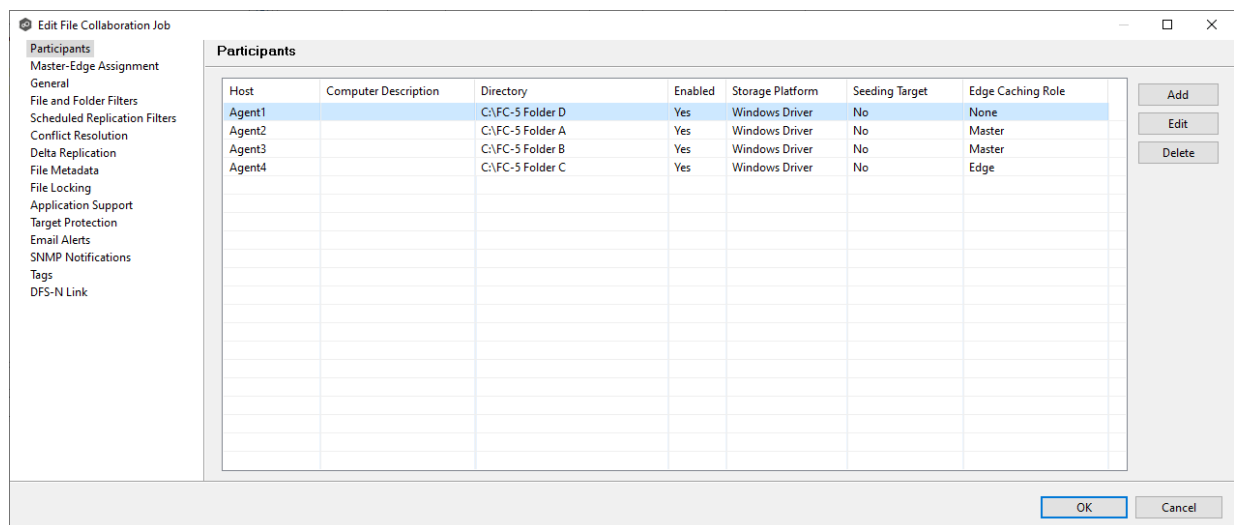 Edit File Collaboration Job
Participants
Master-Edge Assignment
General
File and Folder Filters
Scheduled Replication Filters
Conflict Resolution
Delta Replication
File Metadata
File Locking
Application Support
Target Protection
Email Alerts
SNMP Notifications
Tags
DFS-N Link
Participants
Host Computer Description Directory Enabled Storage Platform Seeding Target Edge Caching Role
Agent1 C:\FC-5 Folder D Yes Windows Driver No None
Agent2 C:\FC-5 Folder A Yes Windows Driver No Master
Agent3 C:\FC-5 Folder B Yes Windows Driver No Master
Agent4 C:\FC-5 Folder C Yes Windows Driver No Edge
Add
Edit
Delete
OK Cancel